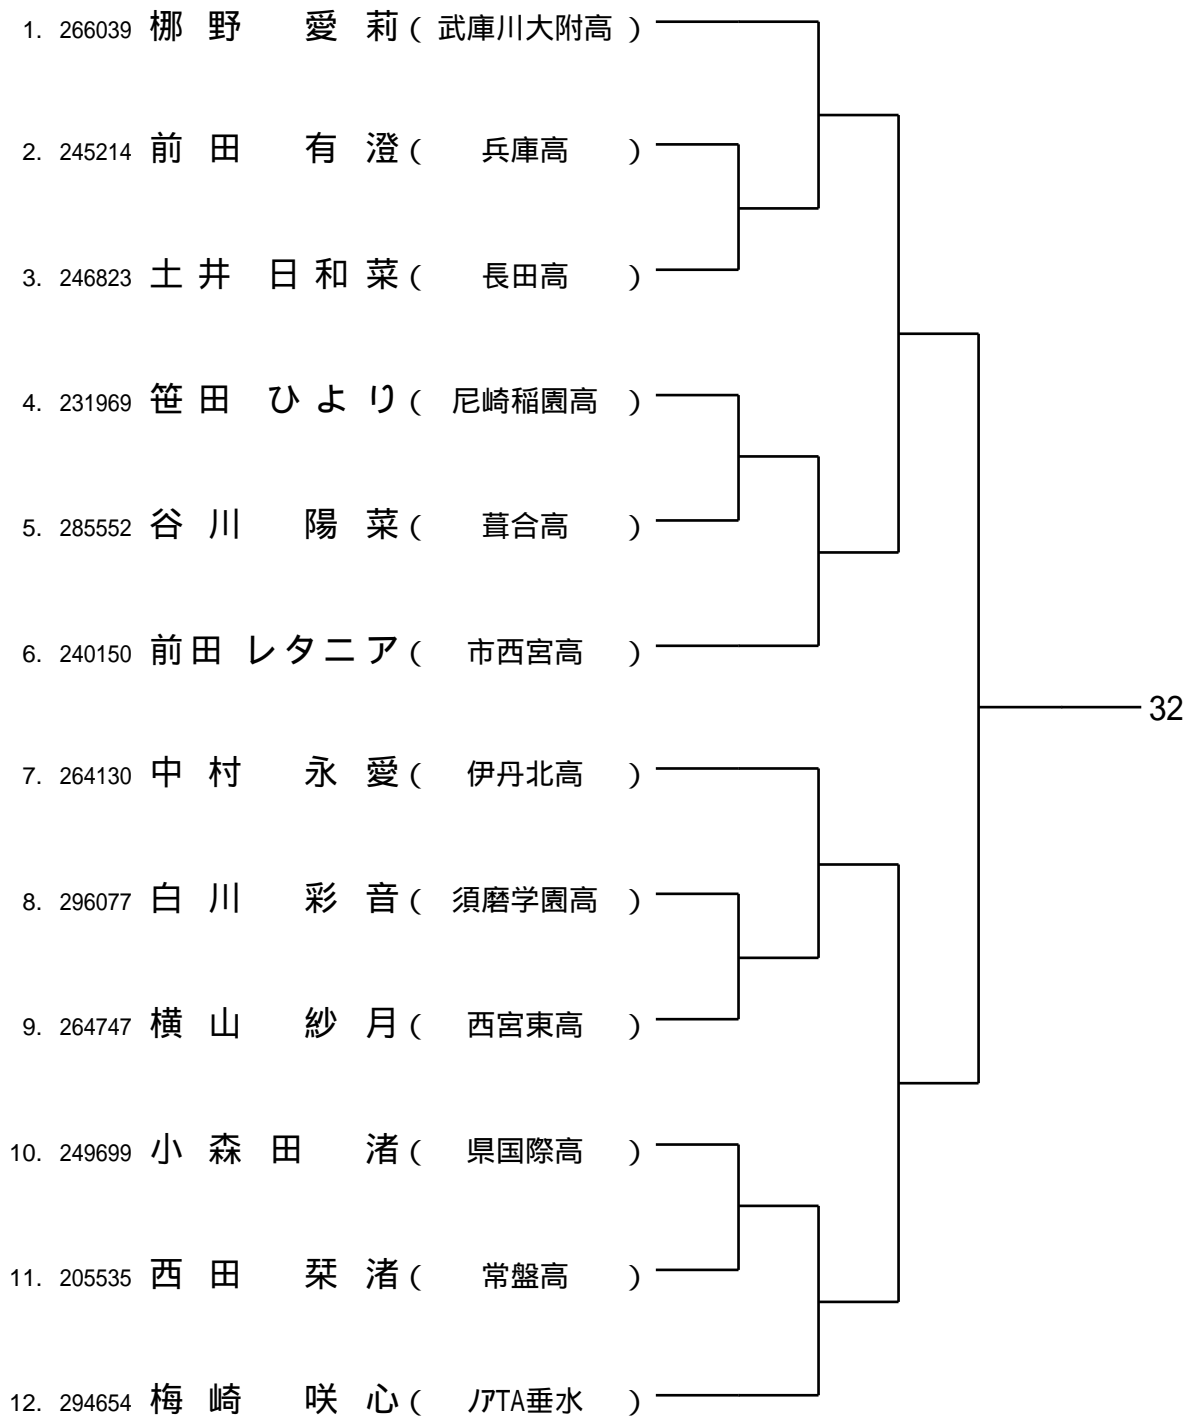 1. 266039 梛野 愛莉 ( 武庫川大附高 )
2. 245214 前田 有澄 ( 兵庫高 )
3. 246823 土井 日和菜 ( 長田高 )
4. 231969 笹田 ひより ( 尼崎稲園高 )
5. 285552 谷川 陽菜 ( 葺合高 )
6. 240150 前田 レタニア ( 市西宮高 )
32
7. 264130 中村 永愛 ( 伊丹北高 )
8. 296077 白川 彩音 ( 須磨学園高 )
9. 264747 横山 紗月 ( 西宮東高 )
10. 249699 小森田 渚 ( 県国際高 )
11. 205535 西田 栞渚 ( 常盤高 )
12. 294654 梅崎 咲心 ( ﾉｱTA垂水 )